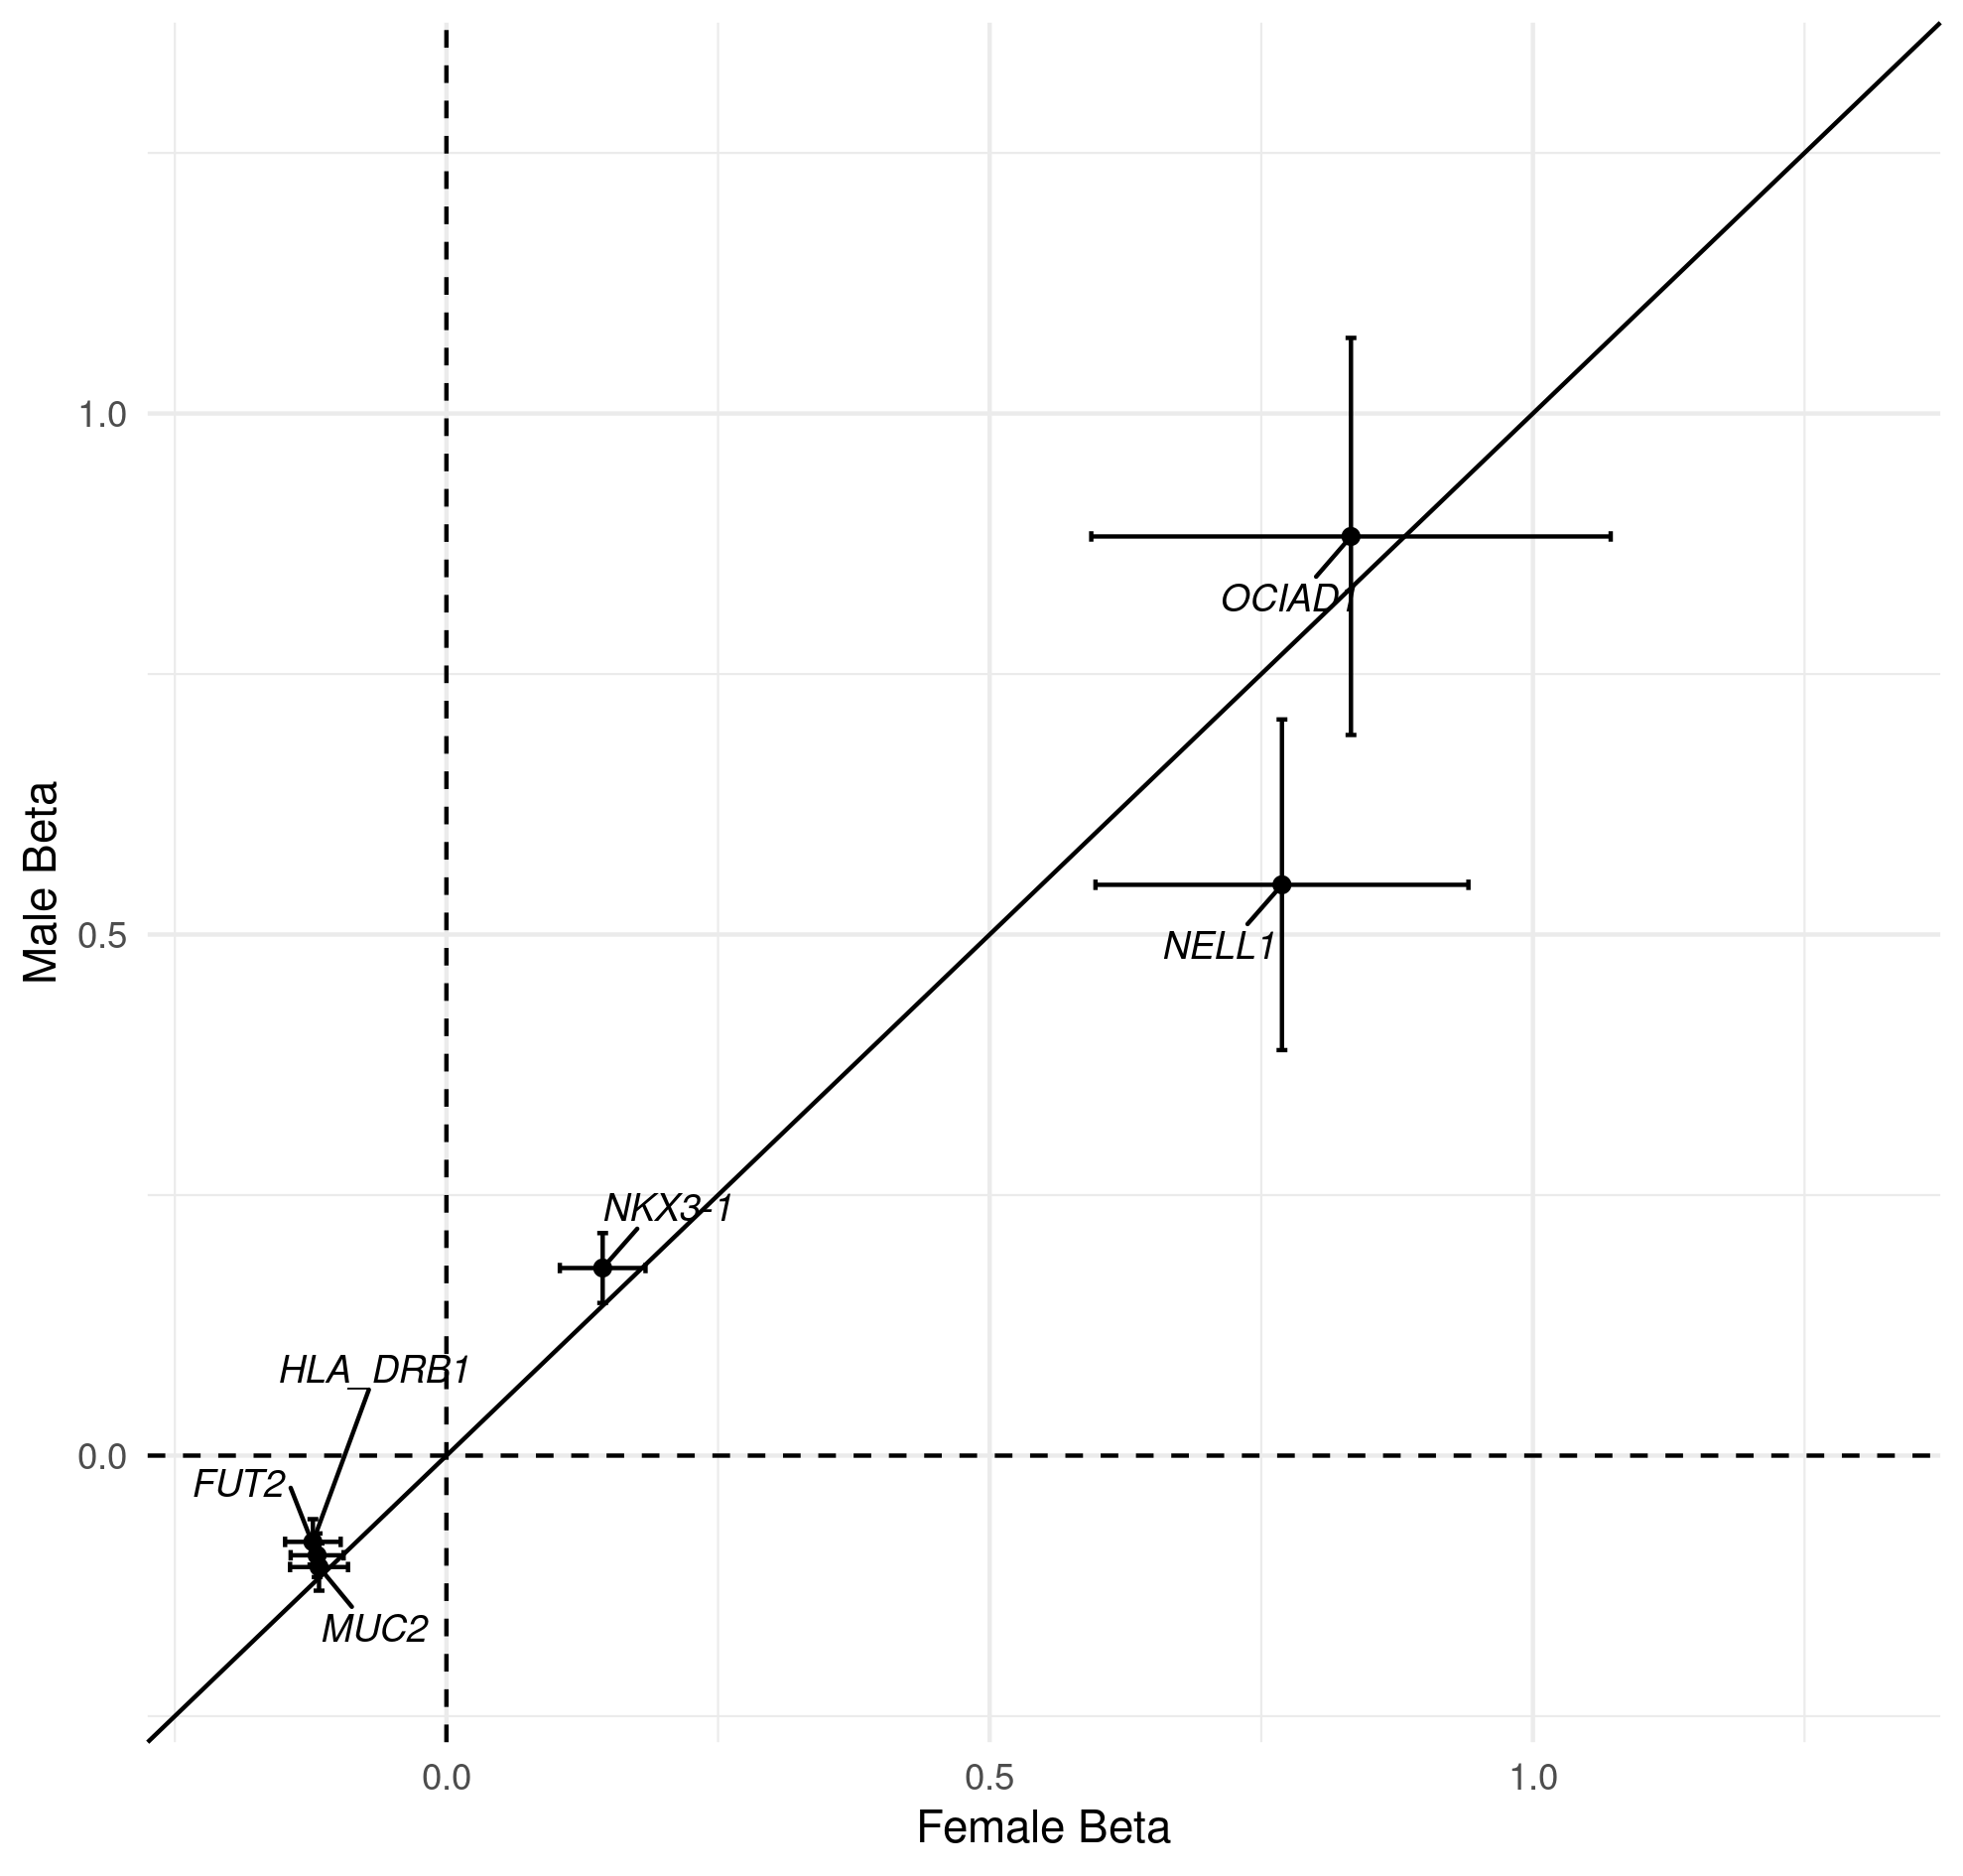 1.0
OCIAD1
Male Beta
0.5
NELL1
NKX3-1
HLA_DRB1
0.0
FUT2
MUC2
0.0 0.5 1.0
Female Beta